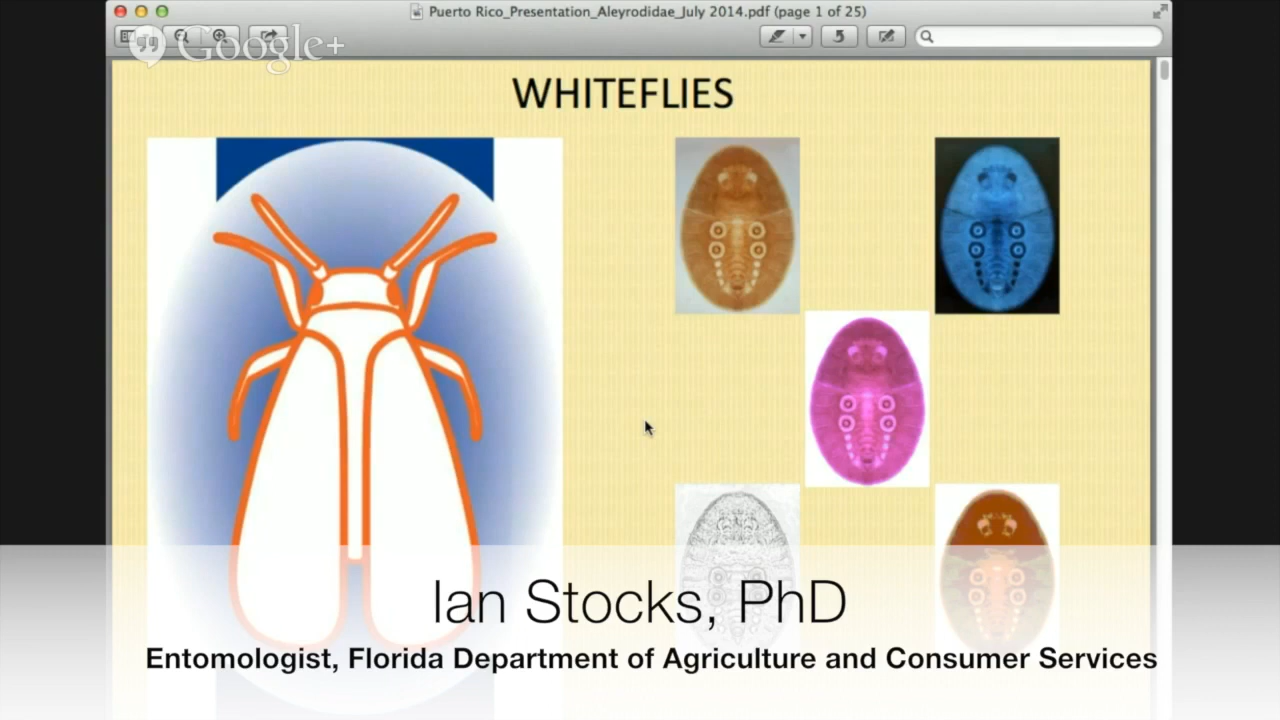 Puerto Rico_Presentation_Aleyrodidae_July 2014.pdf (page 1 of 25)
Google+
WHITEFLIES
Ian Stocks, PhD
Entomologist, Florida Department of Agriculture and Consumer Services